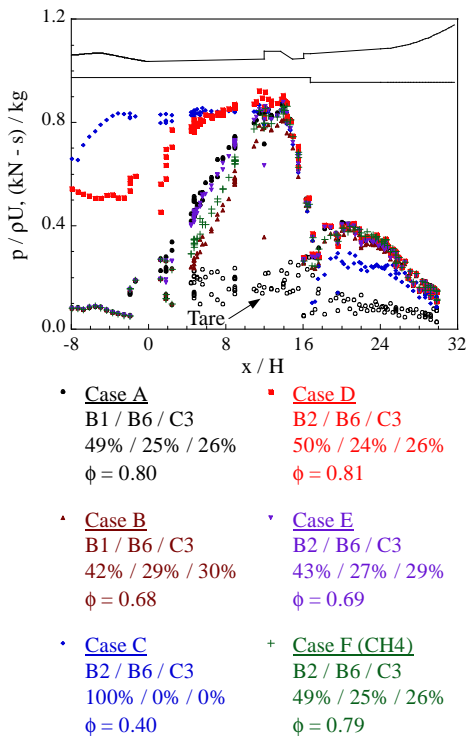 1.2
0.8
0.4
0.0
p / ρU, (kN - s) / kg
Tare
-8 0 8 16 24 32
x / H
Case A
B1 / B6 / C3
49% / 25% / 26%
ϕ = 0.80
Case D
B2 / B6 / C3
50% / 24% / 26%
ϕ = 0.81
Case B
B1 / B6 / C3
42% / 29% / 30%
ϕ = 0.68
Case E
B2 / B6 / C3
43% / 27% / 29%
ϕ = 0.69
Case C
B2 / B6 / C3
100% / 0% / 0%
ϕ = 0.40
Case F (CH4)
B2 / B6 / C3
49% / 25% / 26%
ϕ = 0.79